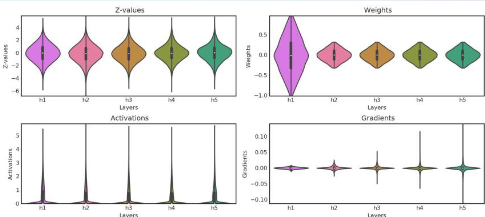 Z-values
Z-values
4
2
0
−2
−4
−6
h1 h2 h3 h4 h5
Layers
Weights
Weights
0.5
0.0
−0.5
−1.0
h1 h2 h3 h4 h5
Layers
Activations
Activations
5
4
3
2
1
0
h1 h2 h3 h4 h5
Layers
Gradients
Gradients
0.10
0.05
0.00
−0.05
−0.10
h1 h2 h3 h4 h5
Layers